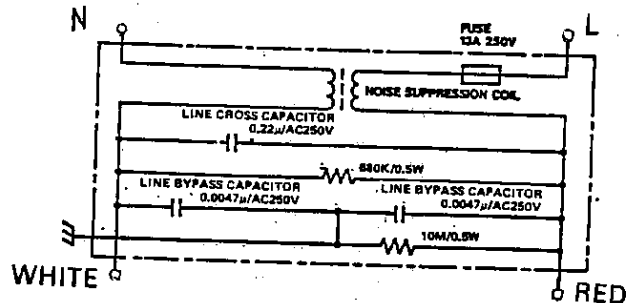 N
FUSE
13A 250V
L
NOISE SUPPRESSION COIL
LINE CROSS CAPACITOR
0.22μ/AC250V
680K/0.5W
LINE BYPASS CAPACITOR
0.0047μ/AC250V
LINE BYPASS CAPACITOR
0.0047μ/AC250V
10M/0.5W
WHITE
RED